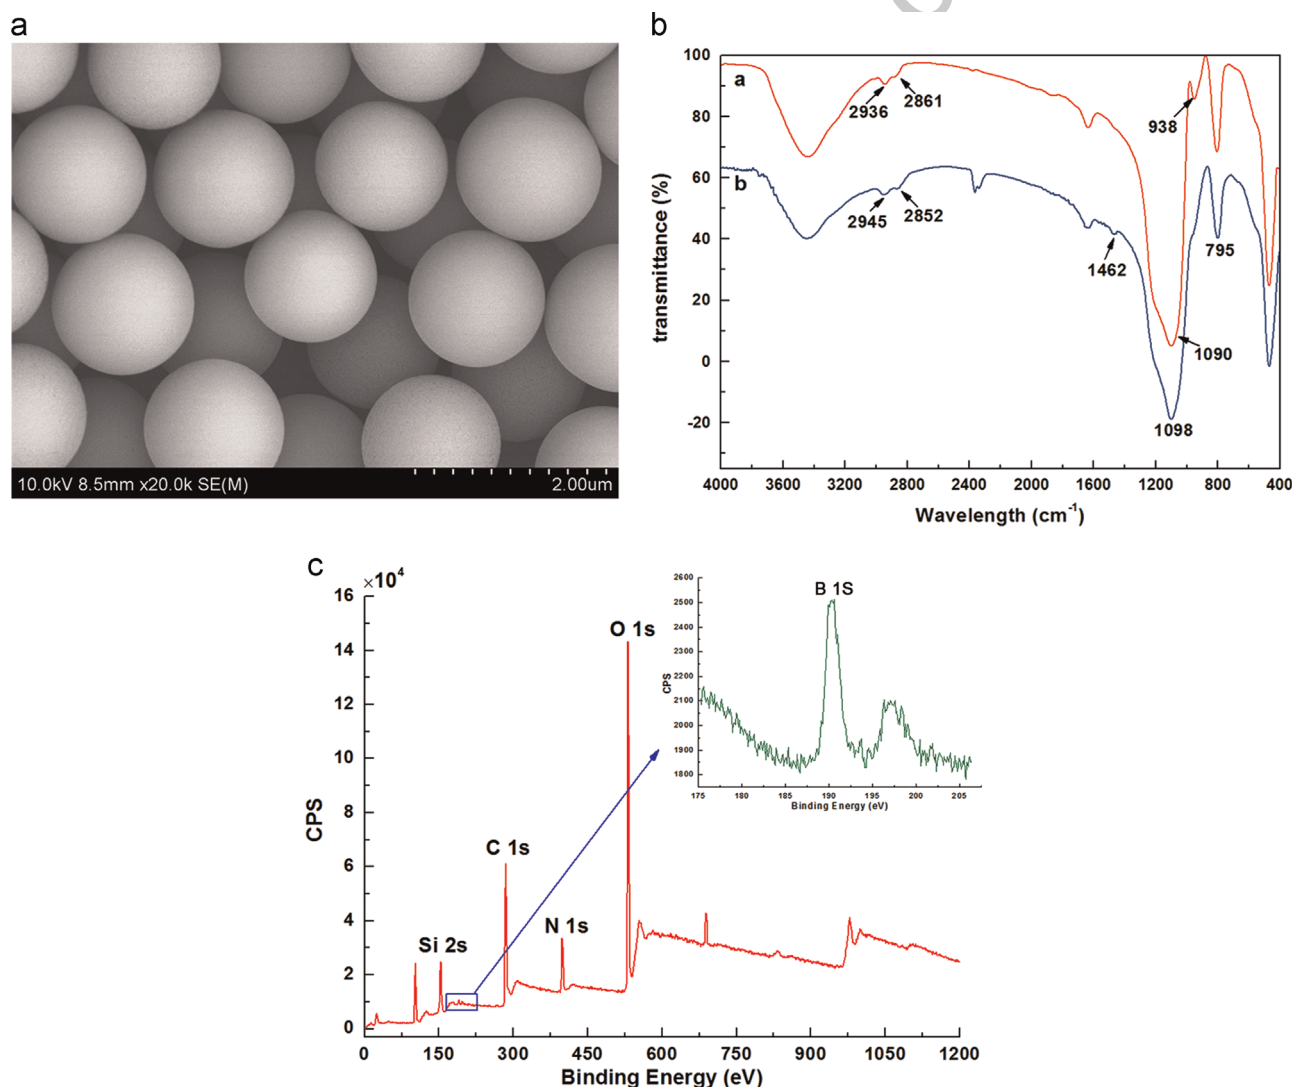 a
10.0kV 8.5mm x20.0k SE(M)
2.00um
b
100
80
60
40
20
0
-20
transmittance (%)
a
b
2936
2861
938
2945
2852
1462
795
1090
1098
4000 3600 3200 2800 2400 2000 1600 1200 800 400
Wavelength (cm-1)
c
×10⁴
16
14
12
10
8
6
4
2
0
CPS
Si 2s
C 1s
N 1s
O 1s
0 150 300 450 600 750 900 1050 1200
Binding Energy (eV)
B 1S
2600
2500
2400
2300
2200
2100
2000
1900
1800
CPS
175 180 185 190 195 200 205
Binding Energy (eV)